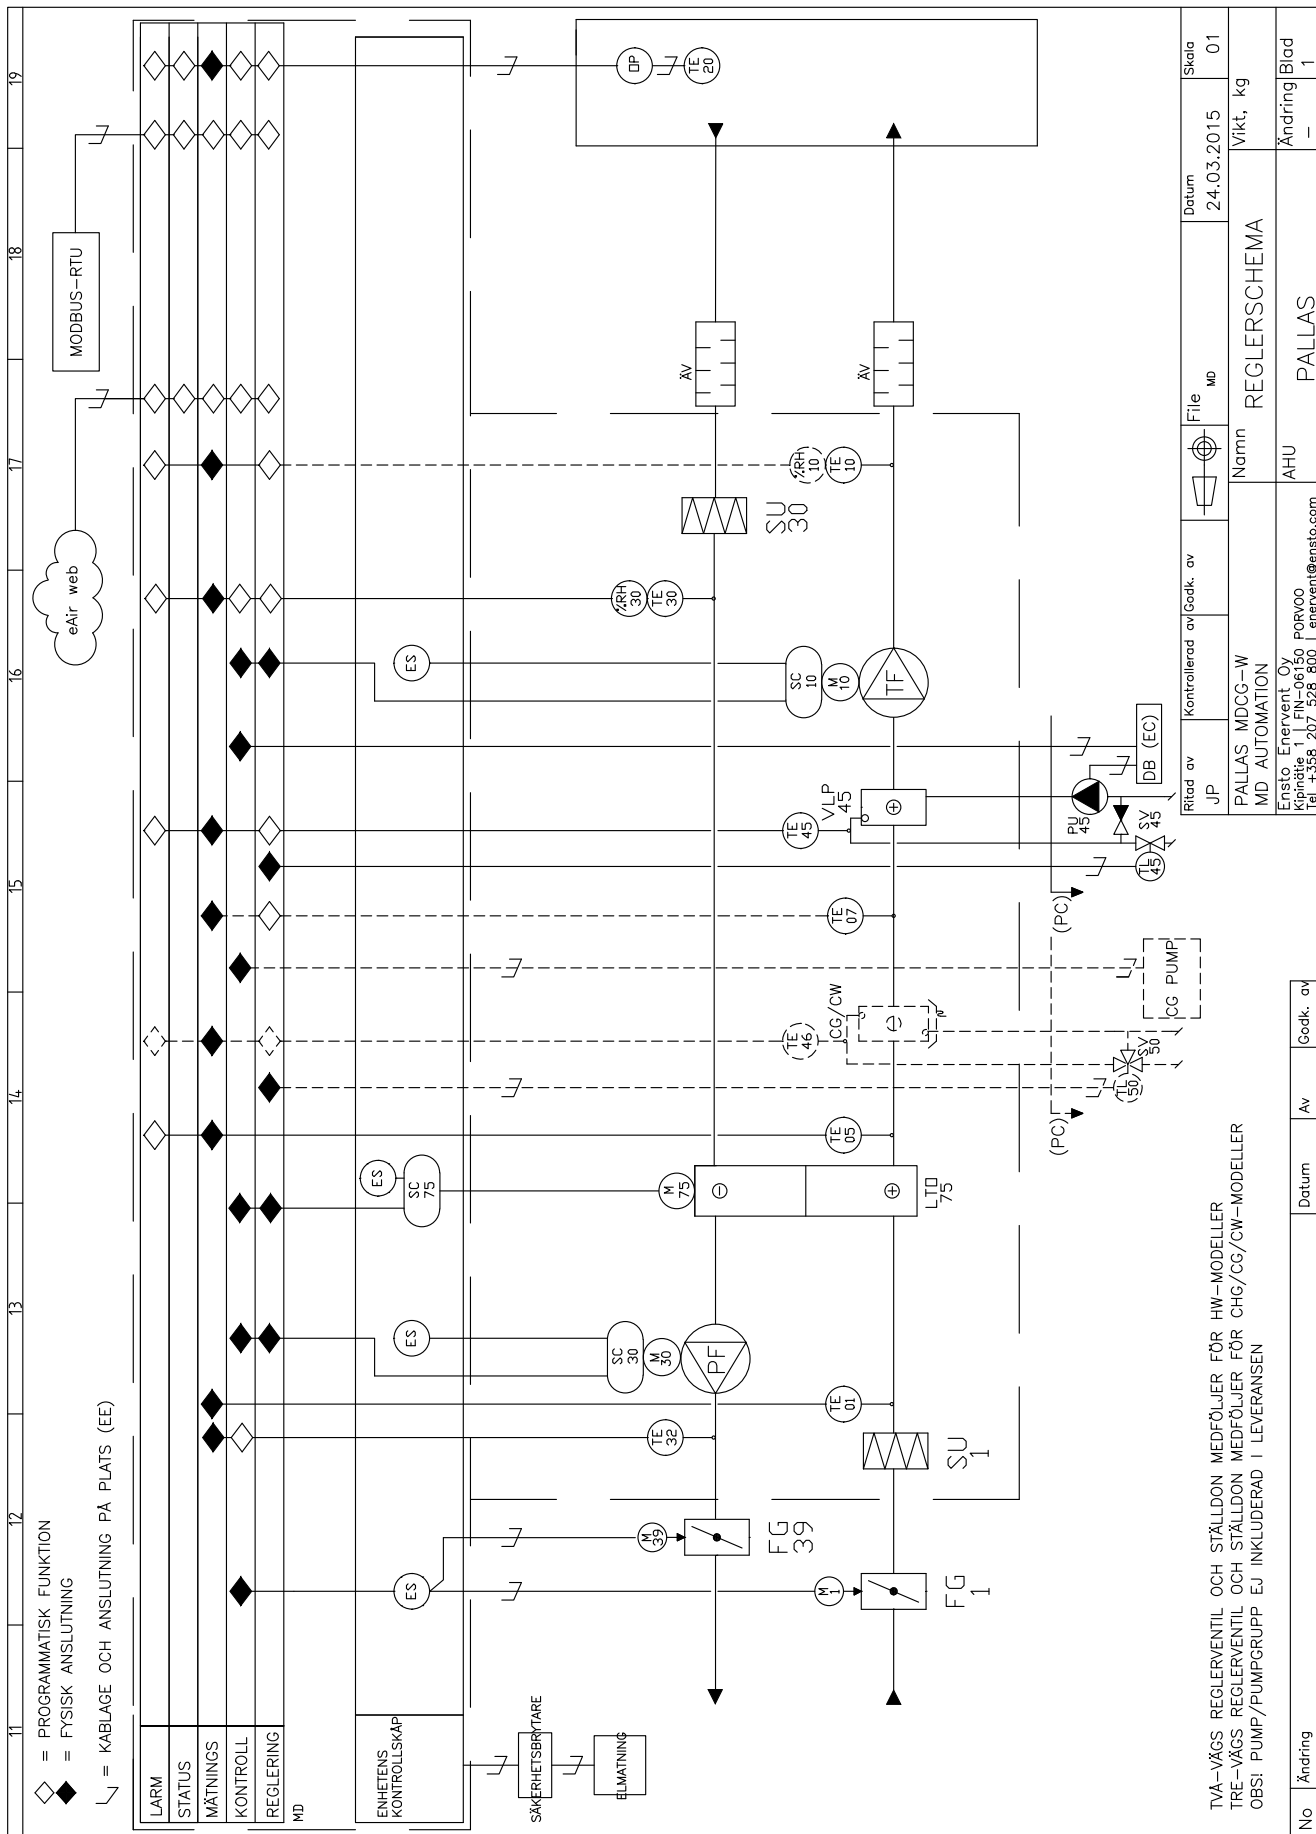 ◇ = PROGRAMMATISK FUNKTION
◆ = FYSISK ANSLUTNING
= KABLAGE OCH ANSLUTNING PÅ PLATS (EE)
11
12
13
14
15
16
17
18
19
eAir web
MODBUS-RTU
LARM
STATUS
MÄTNINGS
KONTROLL
REGLERING
MD
ENHETENS
KONTROLLSKÅP
SÄKERHETSBRYTARE
ELMATNING
ES
ES
ES
SC
75
ES
M
39
FG
39
M
1
FG
1
TE
32
TE
01
SU
1
SC
30
M
30
PF
M
75
LTO
75
TE
05
TE
46
CG/CW
TL
50
SV
50
(PC)
CG PUMP
TE
07
(PC)
TE
45
VLP
45
TL
45
SV
45
PU
45
DB (EC)
SC
10
M
10
TF
%RH
30
TE
30
SU
30
%RH
10
TE
10
ÄV
ÄV
OP
TE
20
TVÅ-VÄGS REGLERVENTIL OCH STÄLLDON MEDFÖLJER FÖR HW-MODELLER
TRE-VÄGS REGLERVENTIL OCH STÄLLDON MEDFÖLJER FÖR CHG/CG/CW-MODELLER
OBS! PUMP/PUMPGRUPP EJ INKLUDERAD I LEVERANSEN
No Ändring Datum Av Godk. av
Ritad av Kontrollerad av Godk. av File Datum Skala
JP MD 24.03.2015 01
PALLAS MDCG-W
MD AUTOMATION
Namn REGLERSCHEMA Vikt, kg
Ensto Enervent Oy
Kipinätie 1 | FIN-06150 PORVOO
Tel +358 207 528 800 | enervent@ensto.com
AHU PALLAS
Ändring Blad
- 1